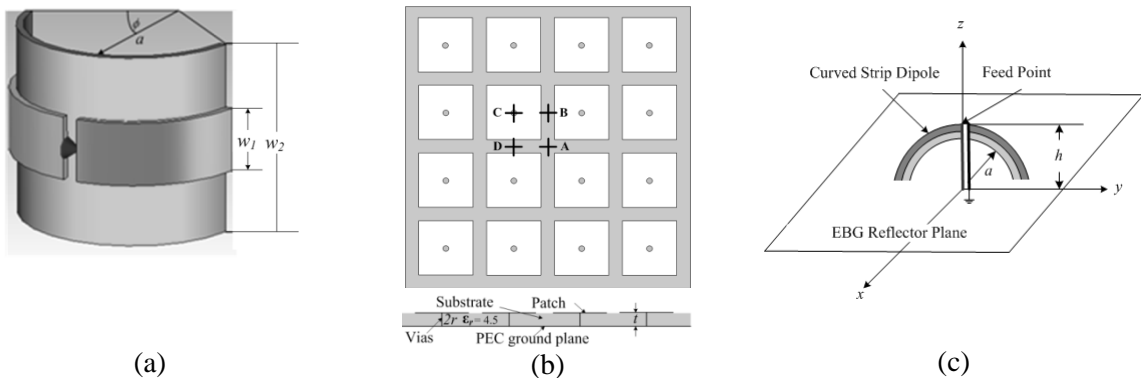 ϕ
a
w₁
w₂
(a)
C
B
D
A
Substrate
Patch
2r
εᵣ = 4.5
t
Vias
PEC ground plane
(b)
z
Curved Strip Dipole
Feed Point
h
a
y
EBG Reflector Plane
x
(c)